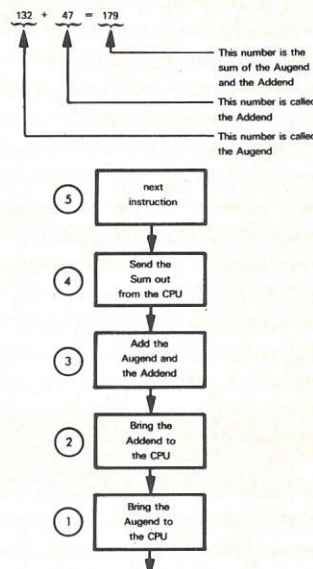 132 + 47 = 179
This number is the
sum of the Augend
and the Addend
This number is called
the Addend
This number is called
the Augend
5
next
instruction
4
Send the
Sum out
from the CPU
3
Add the
Augend and
the Addend
2
Bring the
Addend to
the CPU
1
Bring the
Augend to
the CPU